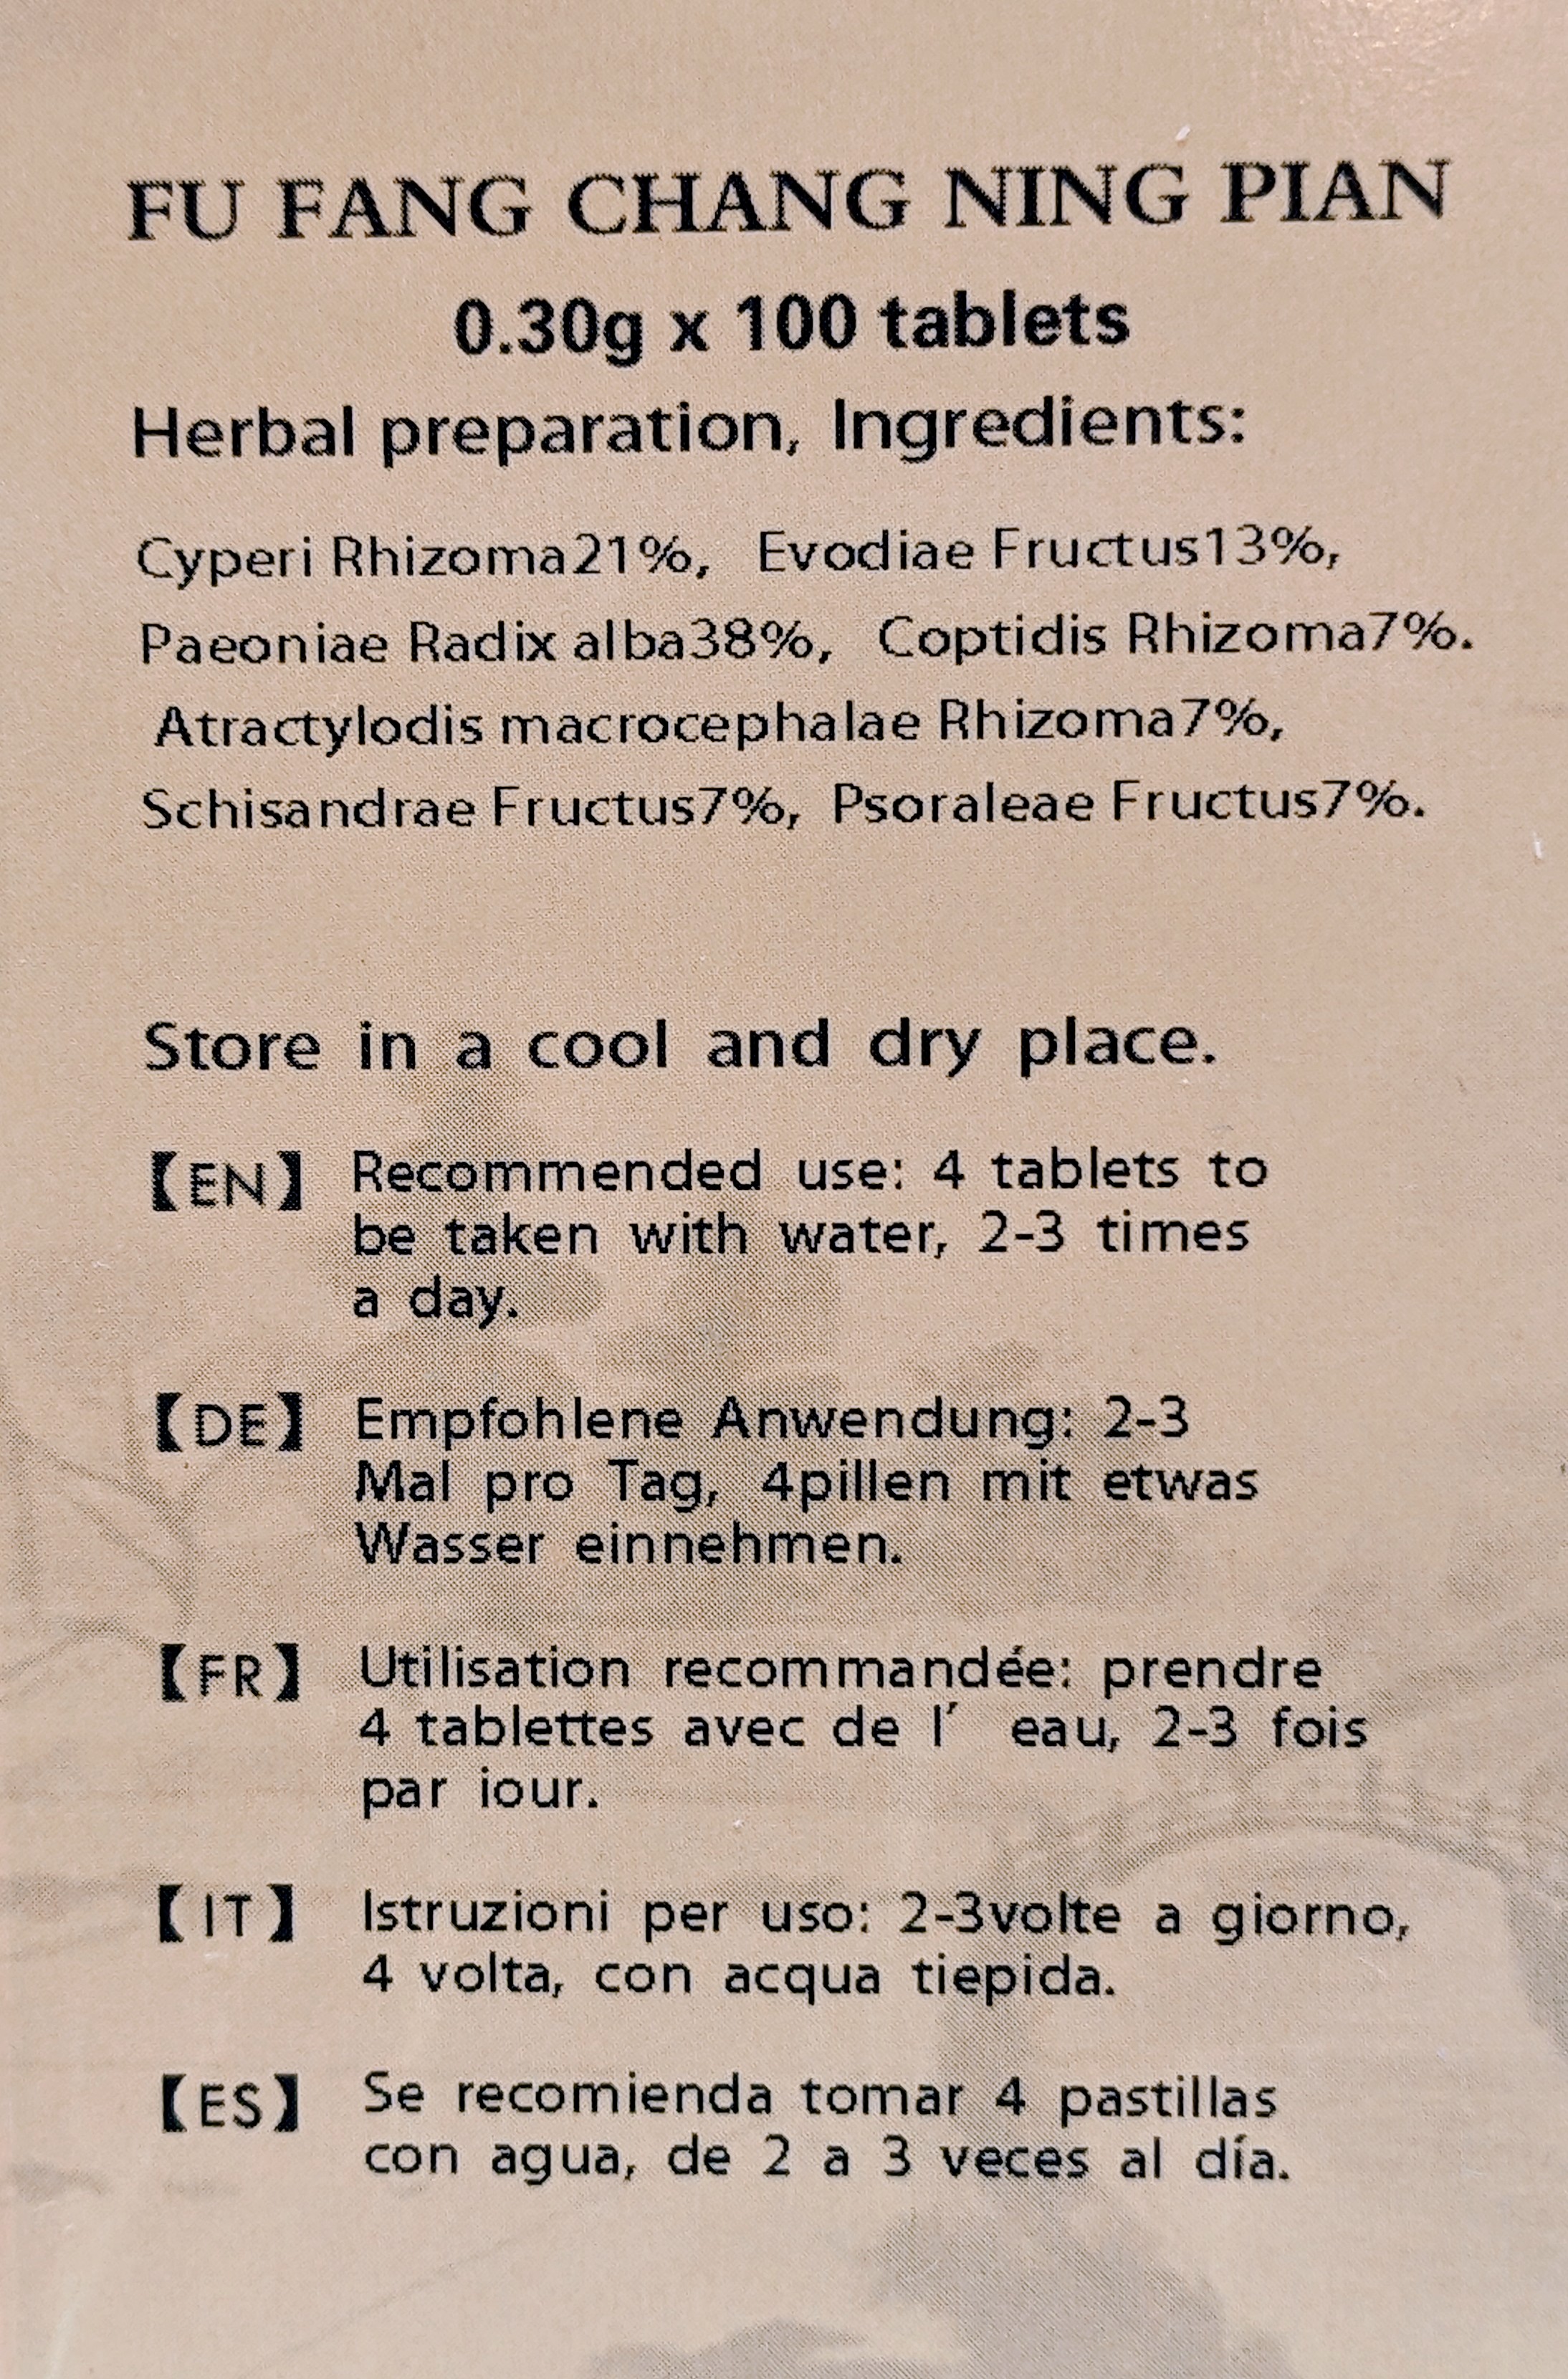 FU FANG CHANG NING PIAN
0.30g x 100 tablets
Herbal preparation, Ingredients:
Cyperi Rhizoma21%, Evodiae Fructus13%,
Paeoniae Radix alba38%, Coptidis Rhizoma7%.
Atractylodis macrocephalae Rhizoma7%,
Schisandrae Fructus7%, Psoraleae Fructus7%.
Store in a cool and dry place.
【EN】 Recommended use: 4 tablets to
be taken with water, 2-3 times
a day.
【DE】 Empfohlene Anwendung: 2-3
Mal pro Tag, 4pillen mit etwas
Wasser einnehmen.
【FR】 Utilisation recommandée: prendre
4 tablettes avec de l′ eau, 2-3 fois
par iour.
【IT】 Istruzioni per uso: 2-3volte a giorno,
4 volta, con acqua tiepida.
【ES】 Se recomienda tomar 4 pastillas
con agua, de 2 a 3 veces al día.